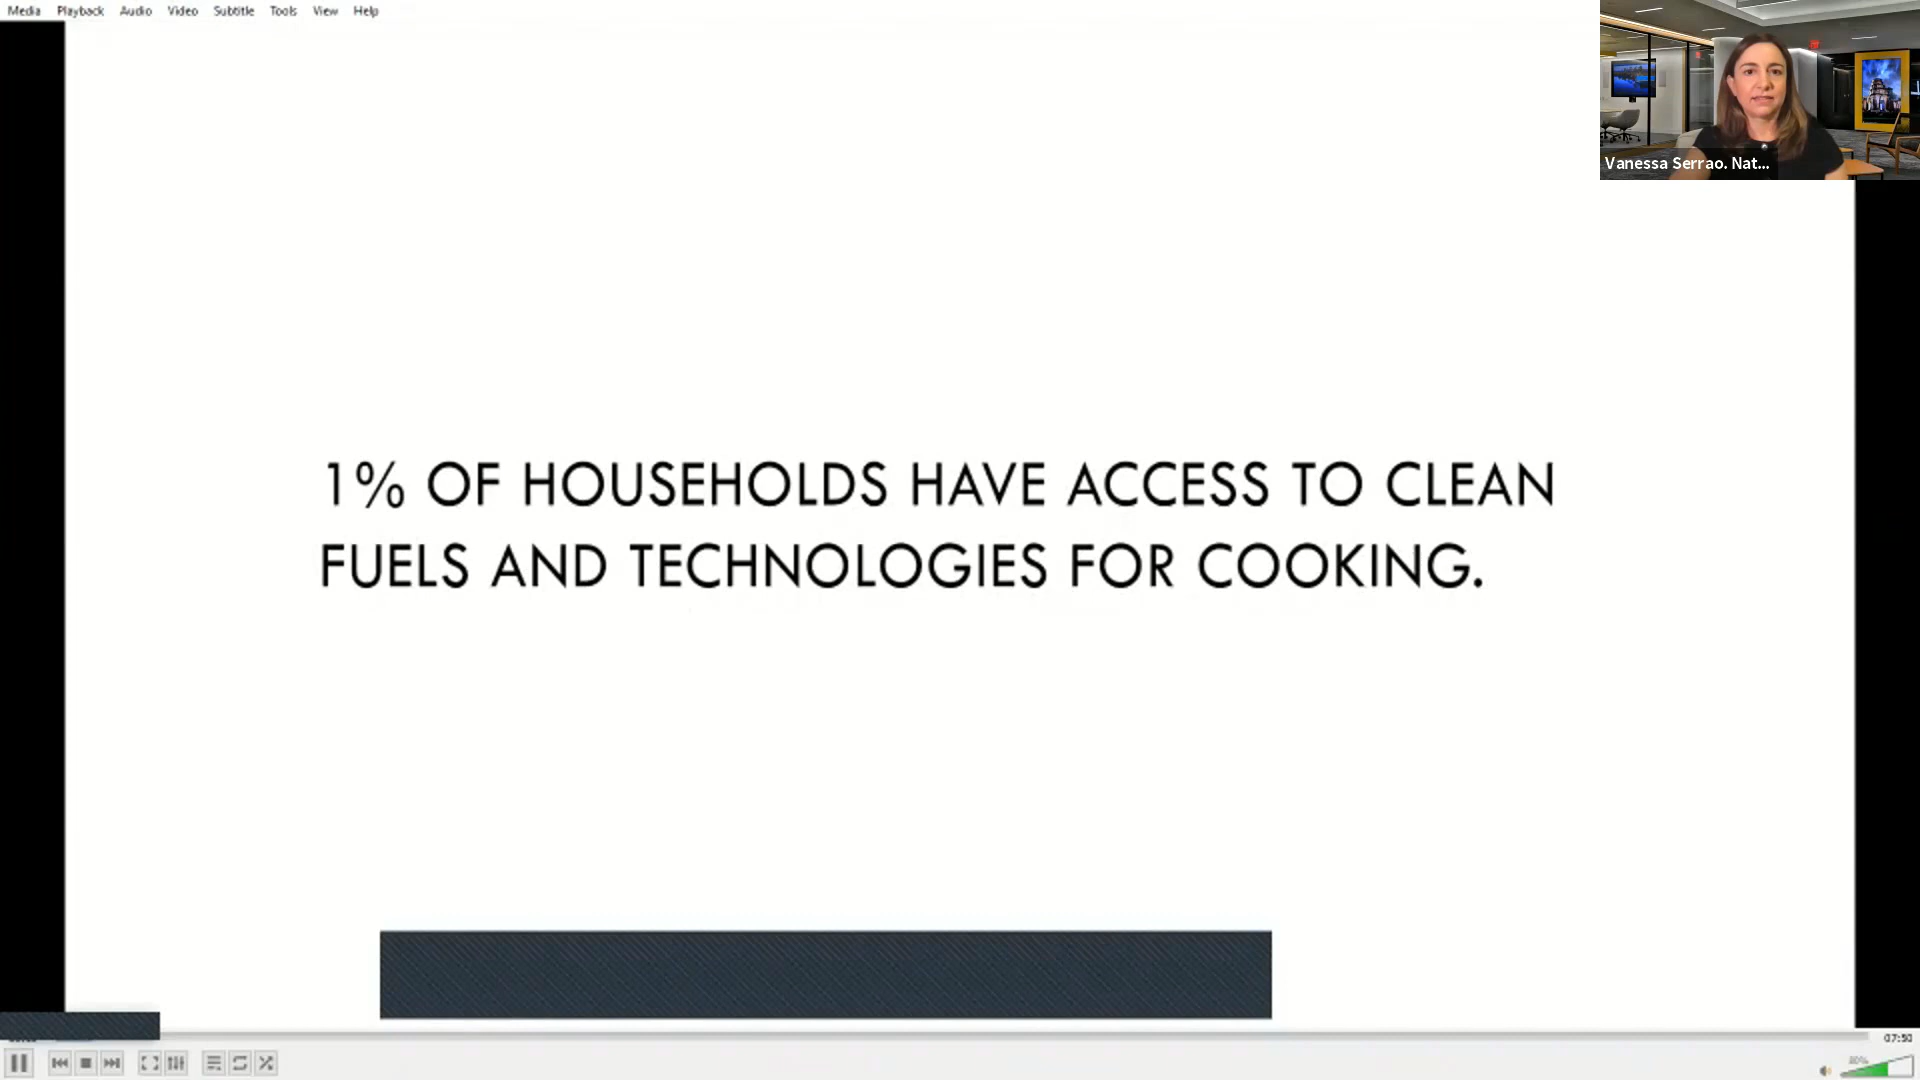 Media Playback Audio Video Subtitle Tools View Help
Vanessa Serrao. Nat...
1% OF HOUSEHOLDS HAVE ACCESS TO CLEAN
FUELS AND TECHNOLOGIES FOR COOKING.
07:50
80%